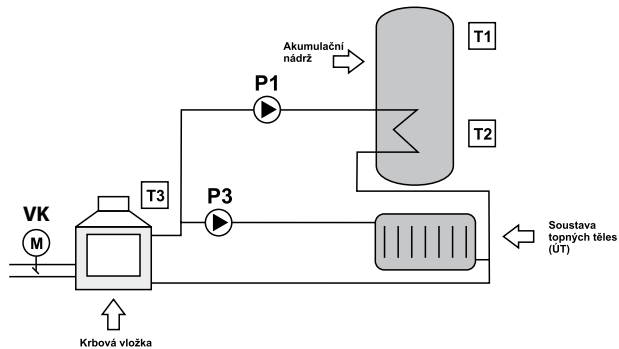 Akumulační
nádrž
T1
P1
T2
T3
P3
VK
M
Soustava
topných těles
(ÚT)
Krbová vložka